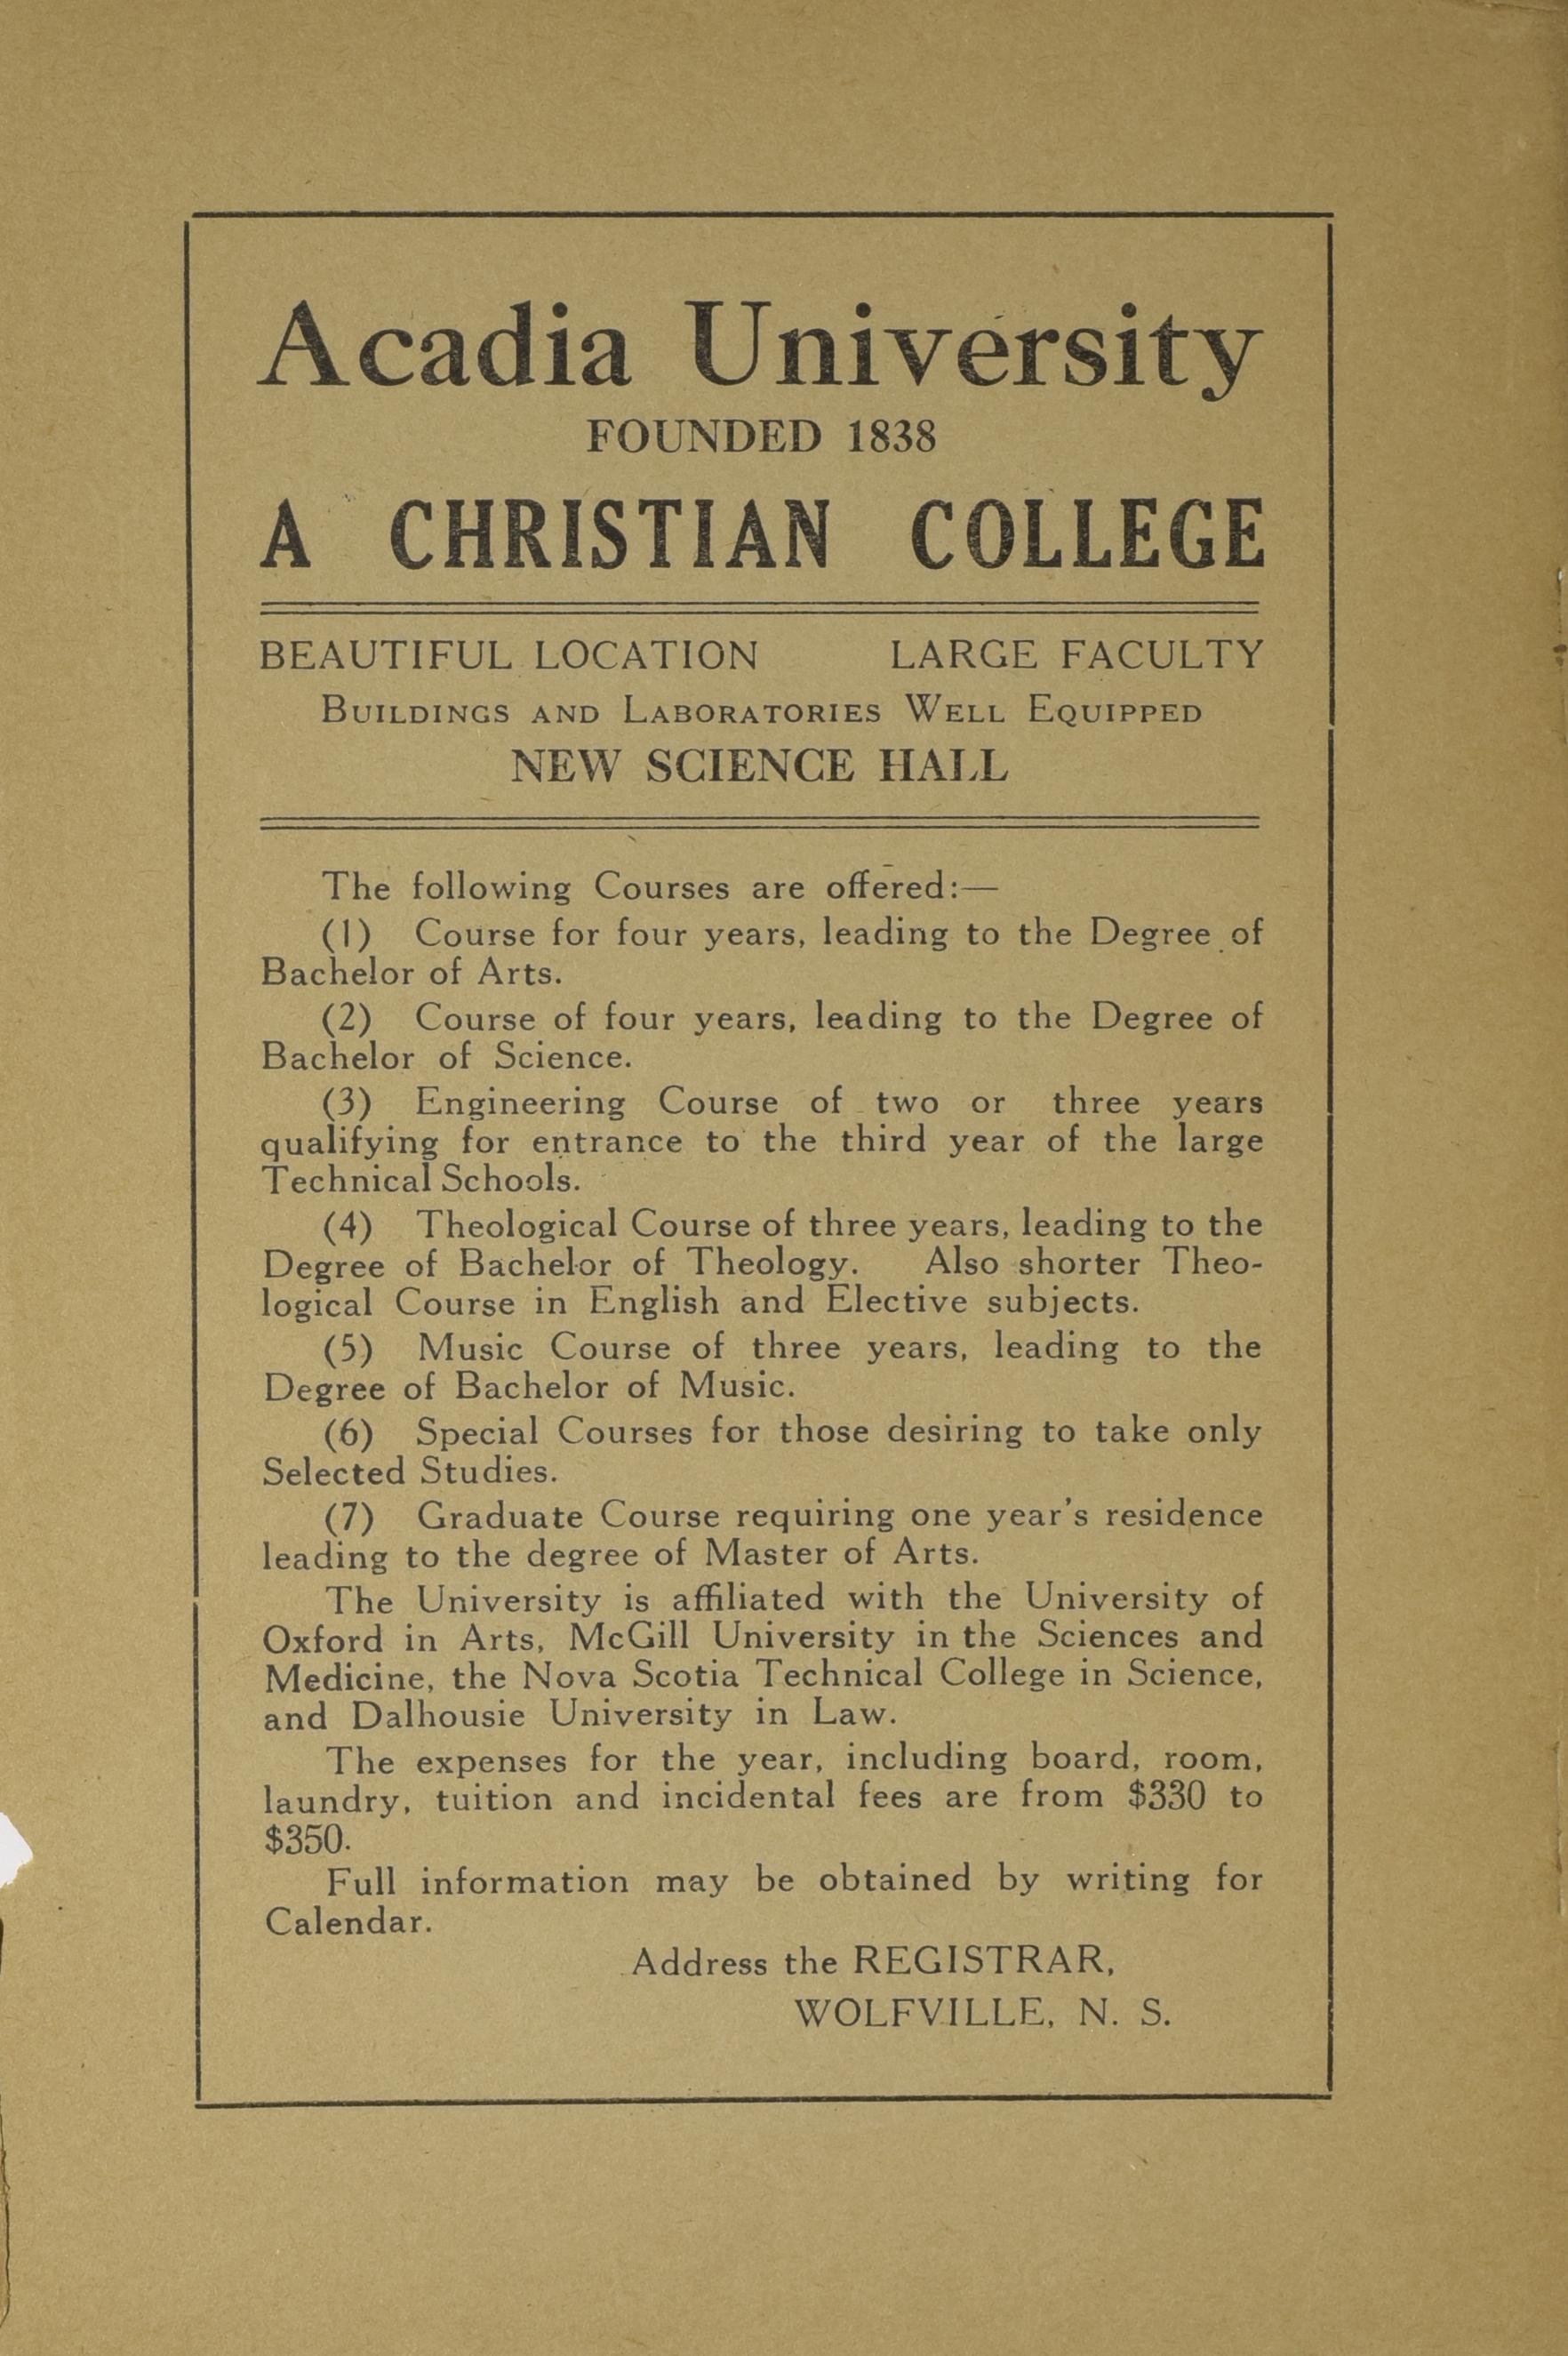 Acadia University
FOUNDED 1838
A CHRISTIAN COLLEGE
BEAUTIFUL LOCATION LARGE FACULTY
BUILDINGS AND LABORATORIES WELL EQUIPPED
NEW SCIENCE HALL
The following Courses are offered:—
(1) Course for four years, leading to the Degree of
Bachelor of Arts.
(2) Course of four years, leading to the Degree of
Bachelor of Science.
(3) Engineering Course of two or three years
qualifying for entrance to the third year of the large
Technical Schools.
(4) Theological Course of three years, leading to the
Degree of Bachelor of Theology. Also shorter Theo-
logical Course in English and Elective subjects.
(5) Music Course of three years, leading to the
Degree of Bachelor of Music.
(6) Special Courses for those desiring to take only
Selected Studies.
(7) Graduate Course requiring one year's residence
leading to the degree of Master of Arts.
The University is affiliated with the University of
Oxford in Arts, McGill University in the Sciences and
Medicine, the Nova Scotia Technical College in Science,
and Dalhousie University in Law.
The expenses for the year, including board, room,
laundry, tuition and incidental fees are from $330 to
$350.
Full information may be obtained by writing for
Calendar.
Address the REGISTRAR,
WOLFVILLE, N. S.